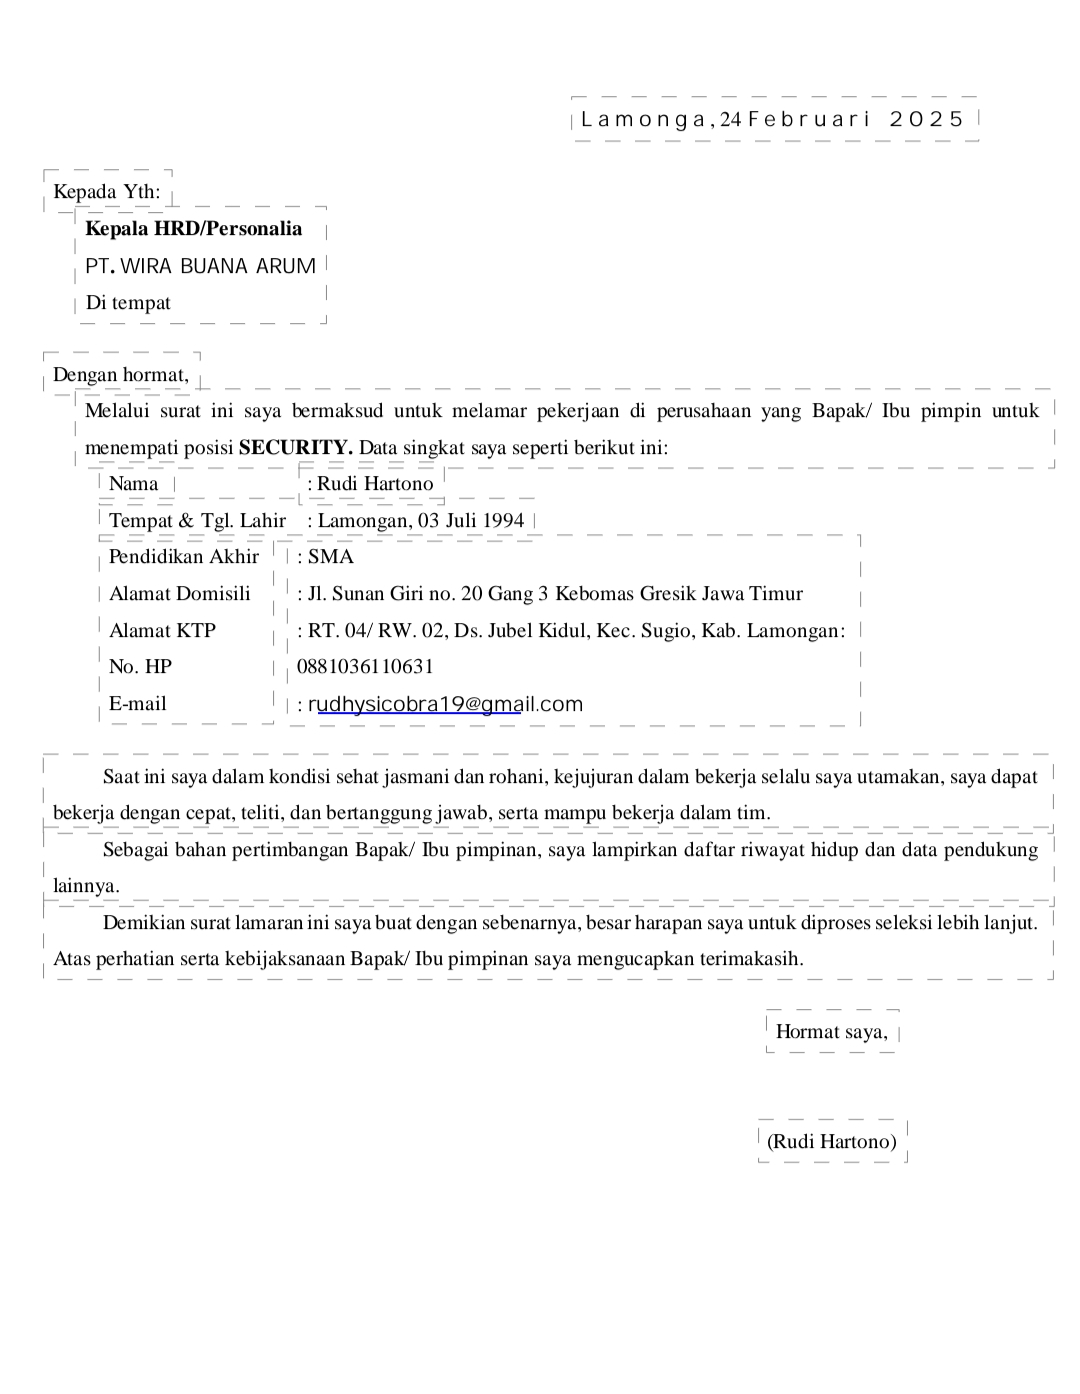 Lamonga, 24 Februari 2025
Kepada Yth:
Kepala HRD/Personalia
PT. WIRA BUANA ARUM
Di tempat
Dengan hormat,
Melalui surat ini saya bermaksud untuk melamar pekerjaan di perusahaan yang Bapak/ Ibu pimpin untuk
menempati posisi SECURITY. Data singkat saya seperti berikut ini:
Nama : Rudi Hartono
Tempat & Tgl. Lahir : Lamongan, 03 Juli 1994
Pendidikan Akhir : SMA
Alamat Domisili : Jl. Sunan Giri no. 20 Gang 3 Kebomas Gresik Jawa Timur
Alamat KTP : RT. 04/ RW. 02, Ds. Jubel Kidul, Kec. Sugio, Kab. Lamongan:
No. HP 0881036110631
E-mail : rudhysicobra19@gmail.com
Saat ini saya dalam kondisi sehat jasmani dan rohani, kejujuran dalam bekerja selalu saya utamakan, saya dapat
bekerja dengan cepat, teliti, dan bertanggung jawab, serta mampu bekerja dalam tim.
Sebagai bahan pertimbangan Bapak/ Ibu pimpinan, saya lampirkan daftar riwayat hidup dan data pendukung
lainnya.
Demikian surat lamaran ini saya buat dengan sebenarnya, besar harapan saya untuk diproses seleksi lebih lanjut.
Atas perhatian serta kebijaksanaan Bapak/ Ibu pimpinan saya mengucapkan terimakasih.
Hormat saya,
(Rudi Hartono)